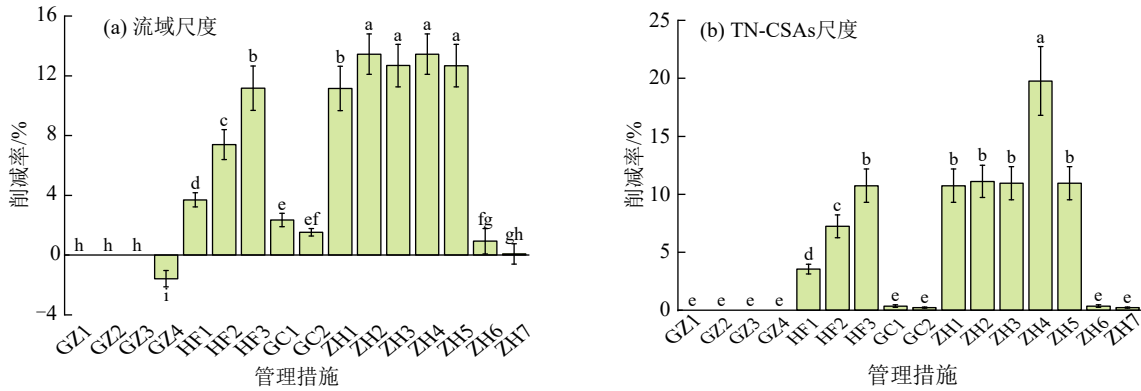 (a) 流域尺度
削减率/%
16
12
8
4
0
−4
h h h i d c b e ef b a a a a fg gh
GZ1 GZ2 GZ3 GZ4 HF1 HF2 HF3 GC1 GC2 ZH1 ZH2 ZH3 ZH4 ZH5 ZH6 ZH7
管理措施
(b) TN-CSAs尺度
削减率/%
25
20
15
10
5
0
e e e e d c b e e b b b a b e e
GZ1 GZ2 GZ3 GZ4 HF1 HF2 HF3 GC1 GC2 ZH1 ZH2 ZH3 ZH4 ZH5 ZH6 ZH7
管理措施